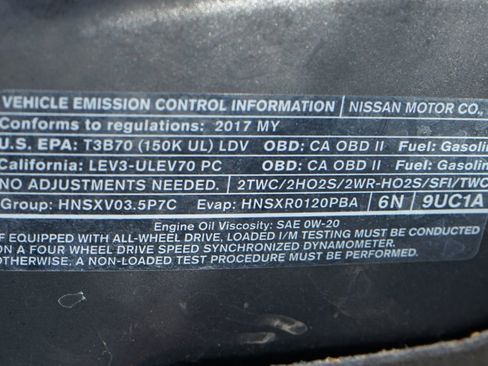 VEHICLE EMISSION CONTROL INFORMATION NISSAN MOTOR CO.,
Conforms to regulations: 2017 MY
U.S. EPA: T3B70 (150K UL) LDV OBD: CA OBD II Fuel: Gasolin
California: LEV3-ULEV70 PC OBD: CA OBD II Fuel: Gasolin
NO ADJUSTMENTS NEEDED. 2TWC/2HO2S/2WR-HO2S/SFI/TWC
Group: HNSXV03.5P7C Evap: HNSXR0120PBA 6N 9UC1A
Engine Oil Viscosity: SAE 0W-20
IF EQUIPPED WITH ALL-WHEEL DRIVE, LOADED I/M TESTING MUST BE CONDUCTED
ON A FOUR WHEEL DRIVE SPEED SYNCHRONIZED DYNAMOMETER.
OTHERWISE, A NON-LOADED TEST PROCEDURE MUST BE PERFORMED.